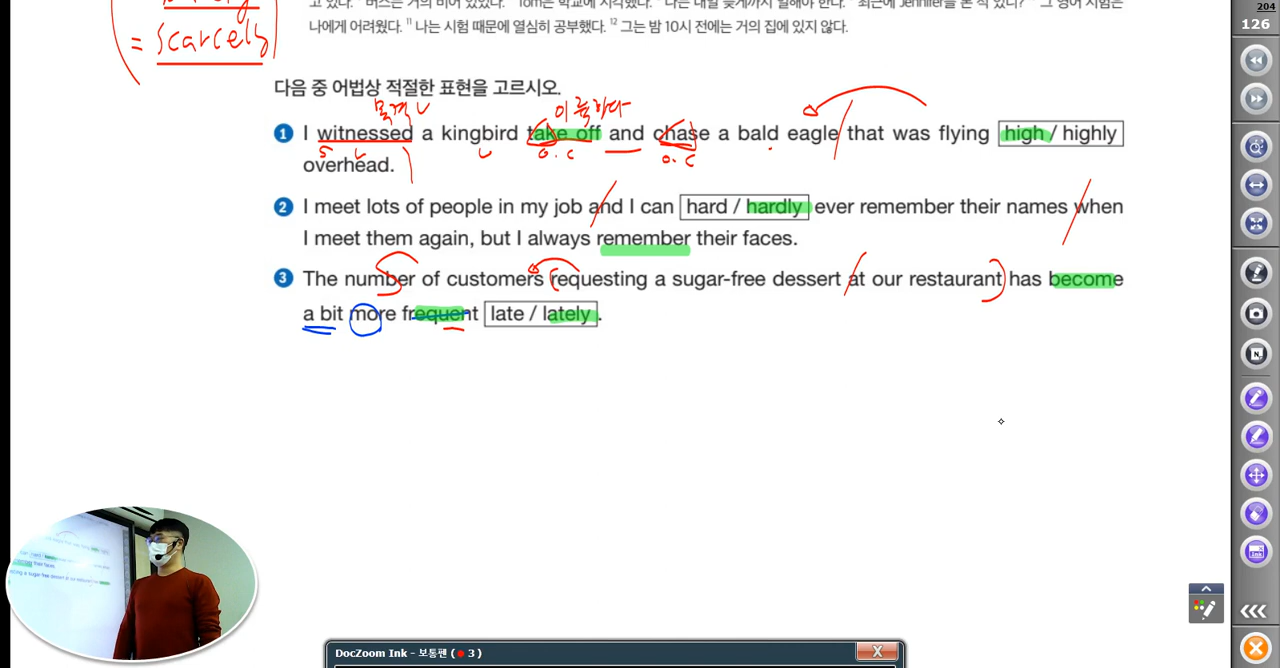 = scarcely
고 있다. 버스는 거의 비어 있었다. Tom은 학교에 지각했다. 나는 내일 늦게까지 일해야 한다. 최근에 Jennifer를 본 적 있니? 그 영어 시험은
나에게 어려웠다. 11 나는 시험 때문에 열심히 공부했다. 12 그는 밤 10시 전에는 거의 집에 있지 않다.
다음 중 어법상 적절한 표현을 고르시오.
목격 v 이륙하다
1 I witnessed a kingbird take off and chase a bald eagle that was flying high / highly
S v v o.c o.c
overhead.
2 I meet lots of people in my job and I can hard / hardly ever remember their names when
I meet them again, but I always remember their faces.
3 The number of customers requesting a sugar-free dessert at our restaurant has become
a bit more frequent late / lately .
DocZoom Ink - 보통펜 ( 3 )
X
204
126
N
Ink